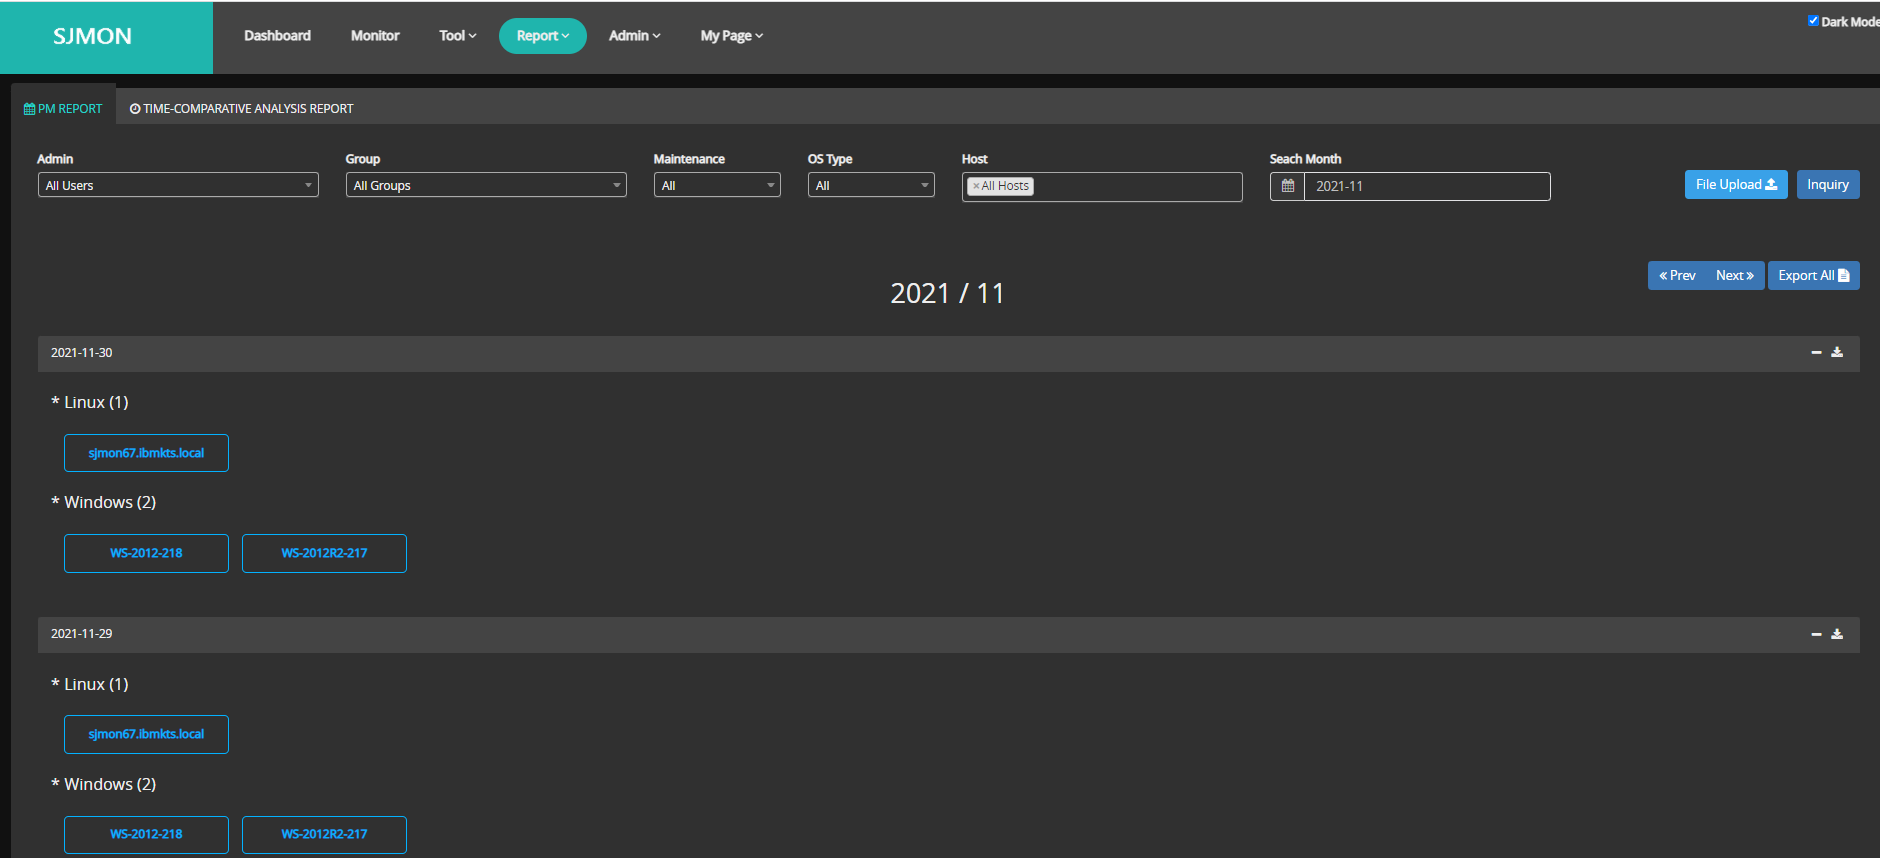 SJMON
Dashboard Monitor Tool Report Admin My Page
Dark Mode
PM REPORT TIME-COMPARATIVE ANALYSIS REPORT
Admin Group Maintenance OS Type Host Seach Month
All Users All Groups All All ×All Hosts 2021-11 File Upload Inquiry
« Prev Next » Export All
2021 / 11
2021-11-30
* Linux (1)
sjmon67.ibmkts.local
* Windows (2)
WS-2012-218 WS-2012R2-217
2021-11-29
* Linux (1)
sjmon67.ibmkts.local
* Windows (2)
WS-2012-218 WS-2012R2-217